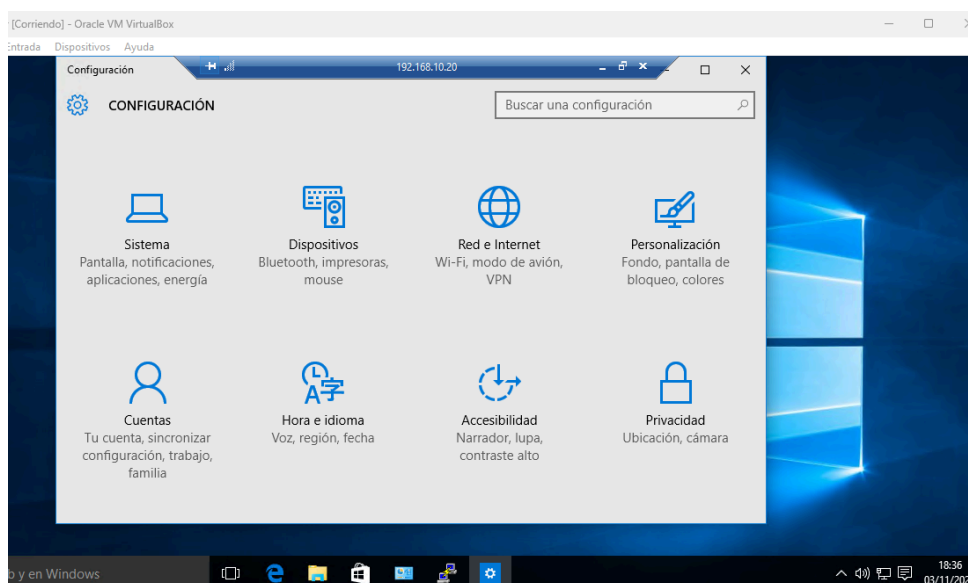 [Corriendo] - Oracle VM VirtualBox
Entrada Dispositivos Ayuda
Configuración
192.168.10.20
CONFIGURACIÓN
Buscar una configuración
Sistema
Pantalla, notificaciones,
aplicaciones, energía
Dispositivos
Bluetooth, impresoras,
mouse
Red e Internet
Wi-Fi, modo de avión,
VPN
Personalización
Fondo, pantalla de
bloqueo, colores
Cuentas
Tu cuenta, sincronizar
configuración, trabajo,
familia
Hora e idioma
Voz, región, fecha
Accesibilidad
Narrador, lupa,
contraste alto
Privacidad
Ubicación, cámara
b y en Windows
18:36